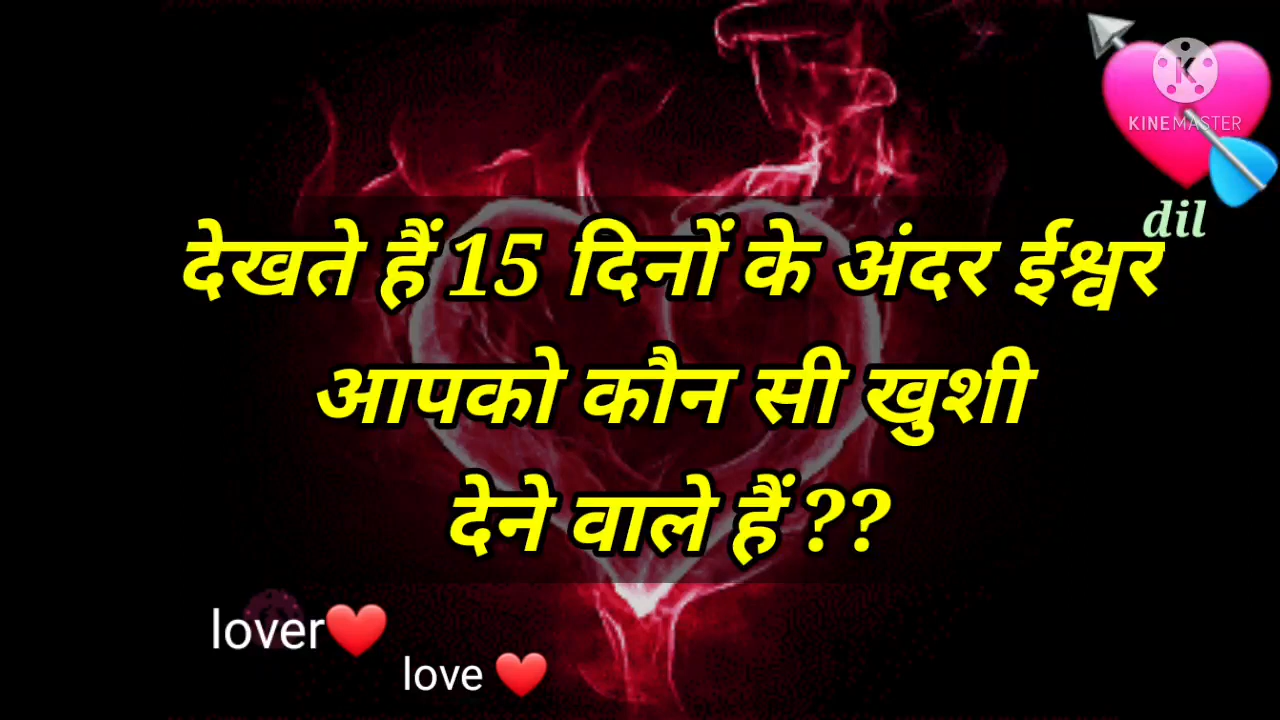 KINEMASTER
dil
देखते हैं 15 दिनों के अंदर ईश्वर
आपको कौन सी खुशी
देने वाले हैं ??
lover❤️
love ❤️